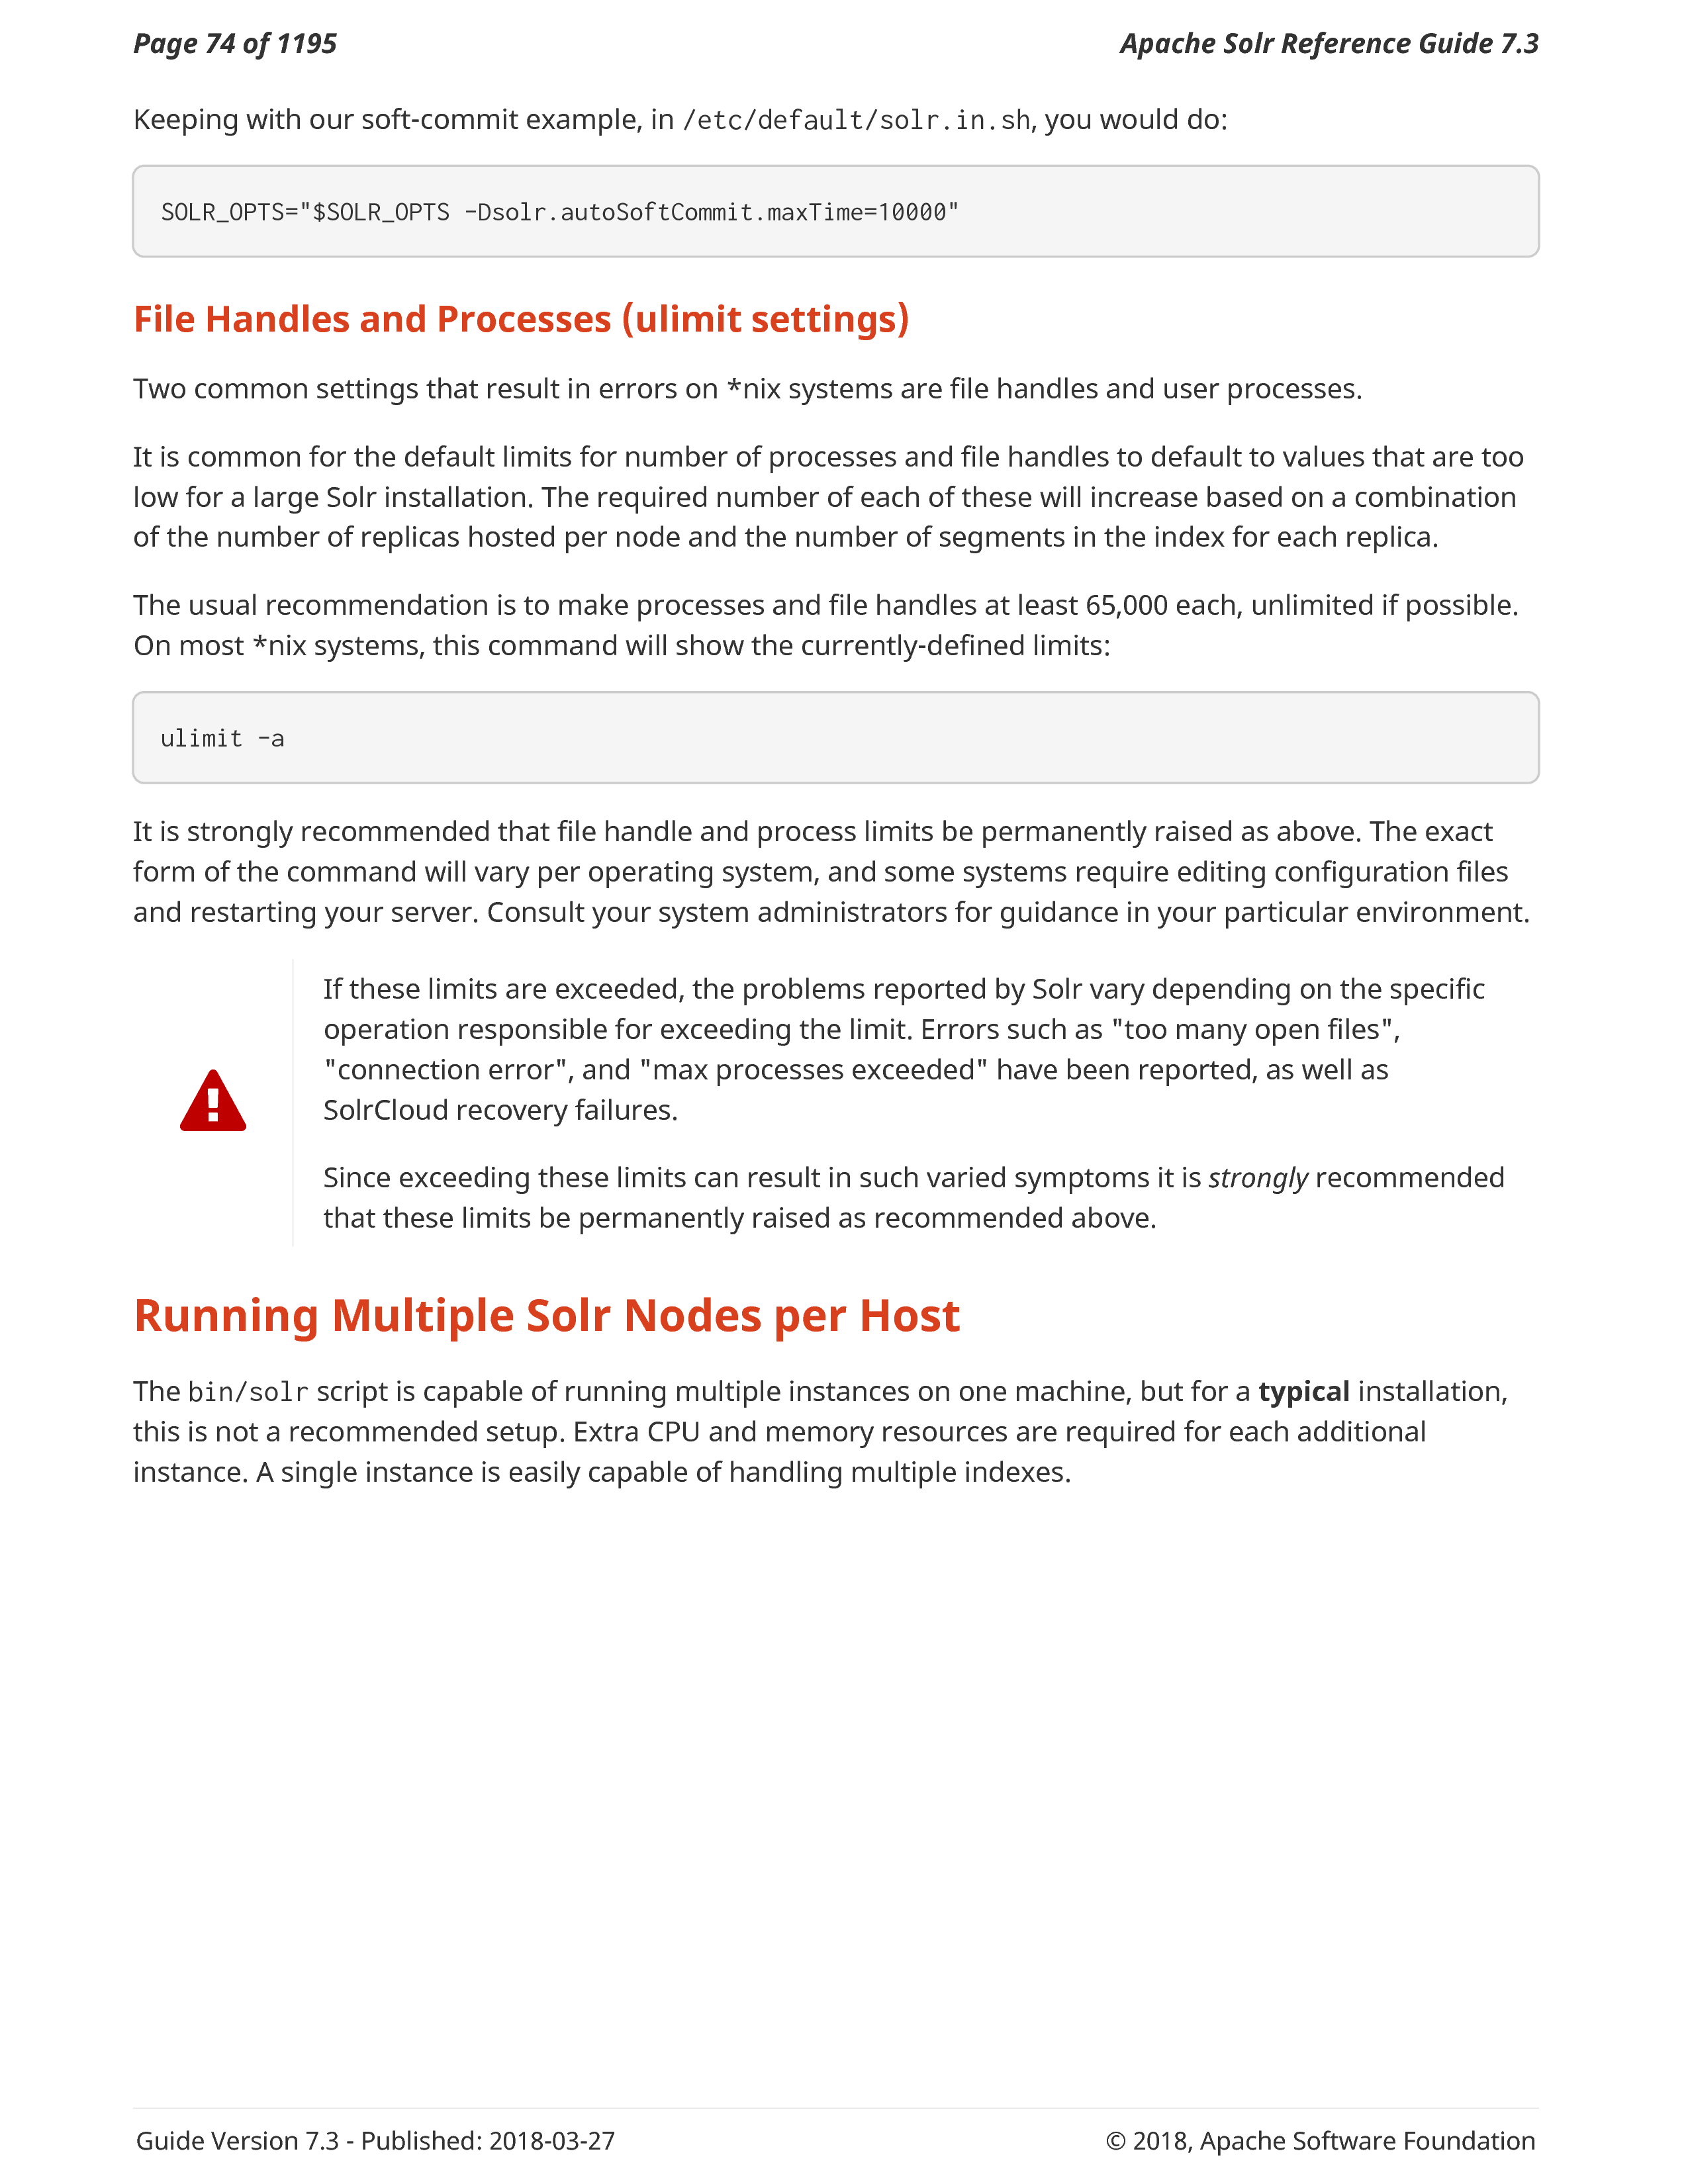 Page 74 of 1195
Apache Solr Reference Guide 7.3
Keeping with our soft-commit example, in /etc/default/solr.in.sh, you would do:
SOLR_OPTS="$SOLR_OPTS -Dsolr.autoSoftCommit.maxTime=10000"
File Handles and Processes (ulimit settings)
Two common settings that result in errors on *nix systems are file handles and user processes.
It is common for the default limits for number of processes and file handles to default to values that are too
low for a large Solr installation. The required number of each of these will increase based on a combination
of the number of replicas hosted per node and the number of segments in the index for each replica.
The usual recommendation is to make processes and file handles at least 65,000 each, unlimited if possible.
On most *nix systems, this command will show the currently-defined limits:
ulimit -a
It is strongly recommended that file handle and process limits be permanently raised as above. The exact
form of the command will vary per operating system, and some systems require editing configuration files
and restarting your server. Consult your system administrators for guidance in your particular environment.
If these limits are exceeded, the problems reported by Solr vary depending on the specific
operation responsible for exceeding the limit. Errors such as "too many open files",
"connection error", and "max processes exceeded" have been reported, as well as
SolrCloud recovery failures.
Since exceeding these limits can result in such varied symptoms it is strongly recommended
that these limits be permanently raised as recommended above.
Running Multiple Solr Nodes per Host
The bin/solr script is capable of running multiple instances on one machine, but for a typical installation,
this is not a recommended setup. Extra CPU and memory resources are required for each additional
instance. A single instance is easily capable of handling multiple indexes.
Guide Version 7.3 - Published: 2018-03-27
© 2018, Apache Software Foundation